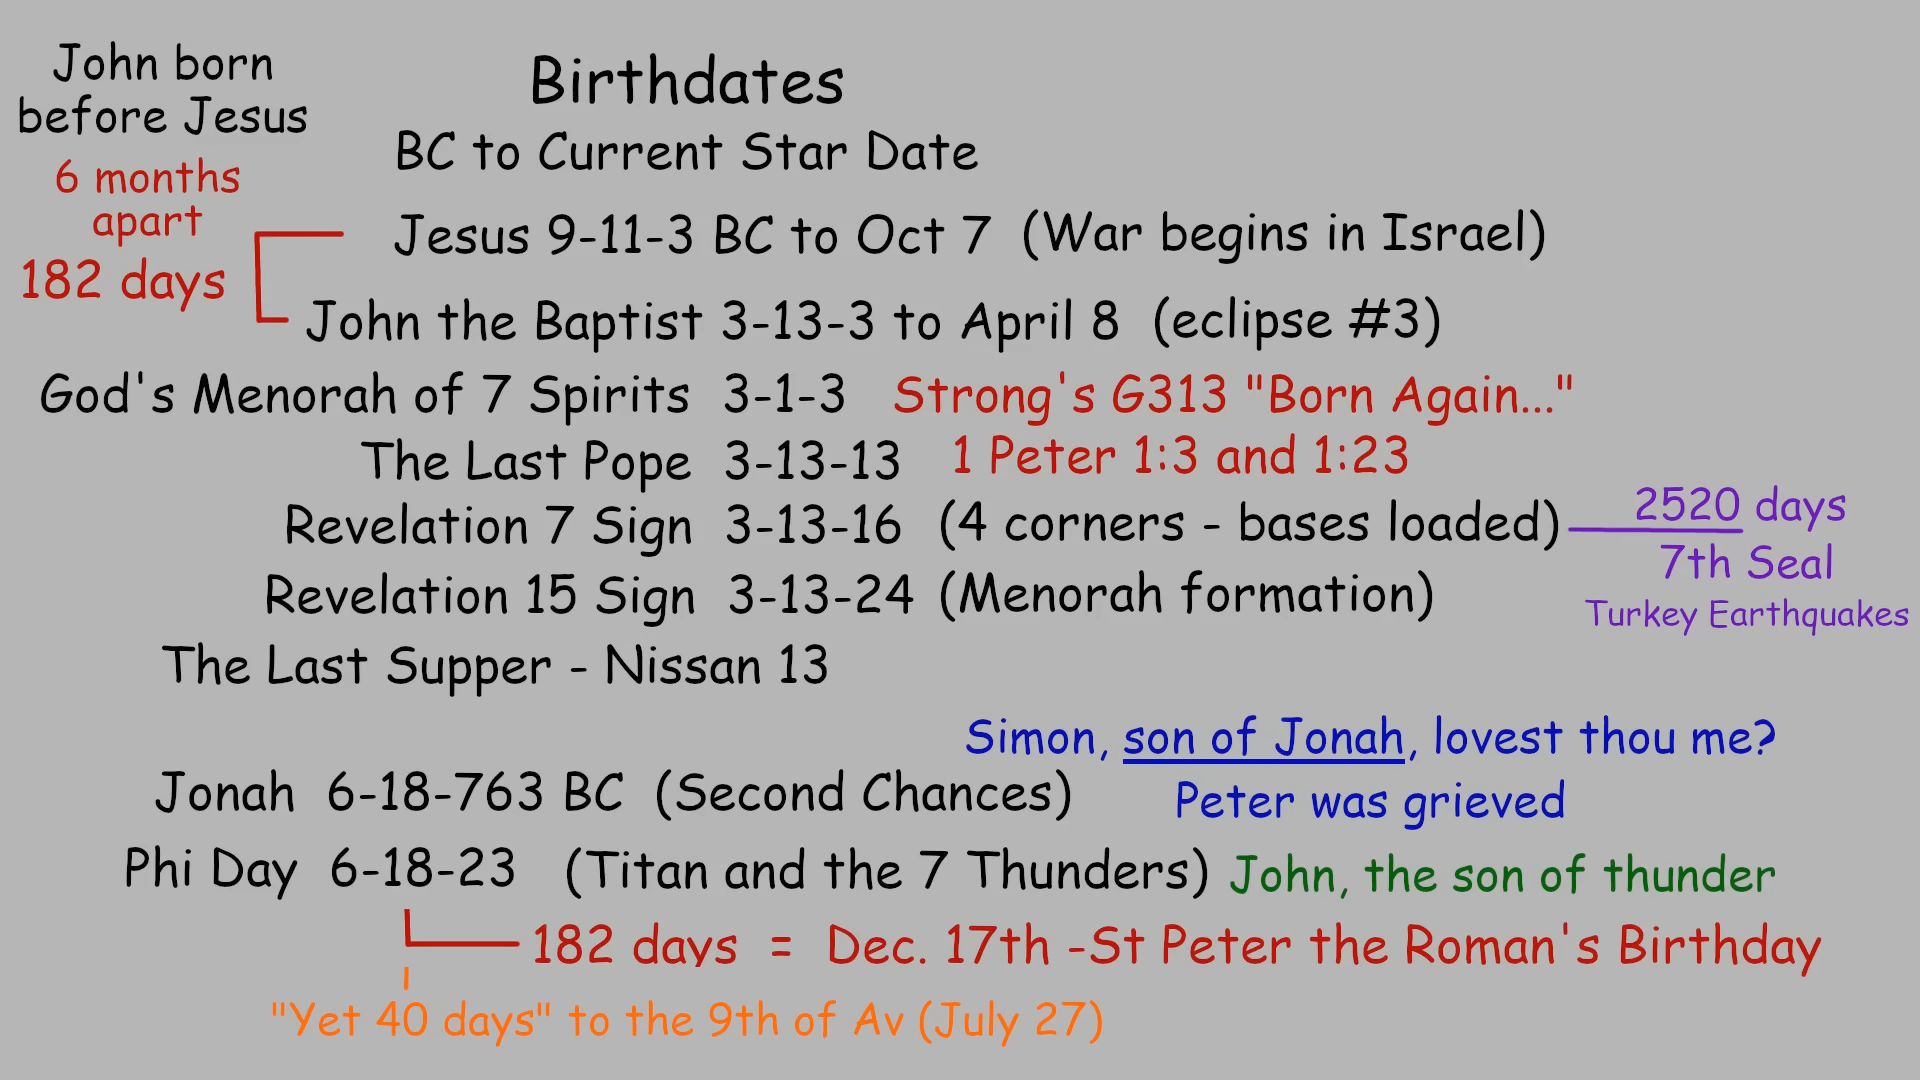 John born
before Jesus
6 months
apart
182 days
Birthdates
BC to Current Star Date
Jesus 9-11-3 BC to Oct 7 (War begins in Israel)
John the Baptist 3-13-3 to April 8 (eclipse #3)
God's Menorah of 7 Spirits 3-1-3 Strong's G313 "Born Again..."
The Last Pope 3-13-13 1 Peter 1:3 and 1:23
Revelation 7 Sign 3-13-16 (4 corners - bases loaded) 2520 days
7th Seal
Turkey Earthquakes
Revelation 15 Sign 3-13-24 (Menorah formation)
The Last Supper - Nissan 13
Simon, son of Jonah, lovest thou me?
Peter was grieved
Jonah 6-18-763 BC (Second Chances)
Phi Day 6-18-23 (Titan and the 7 Thunders) John, the son of thunder
182 days = Dec. 17th -St Peter the Roman's Birthday
"Yet 40 days" to the 9th of Av (July 27)